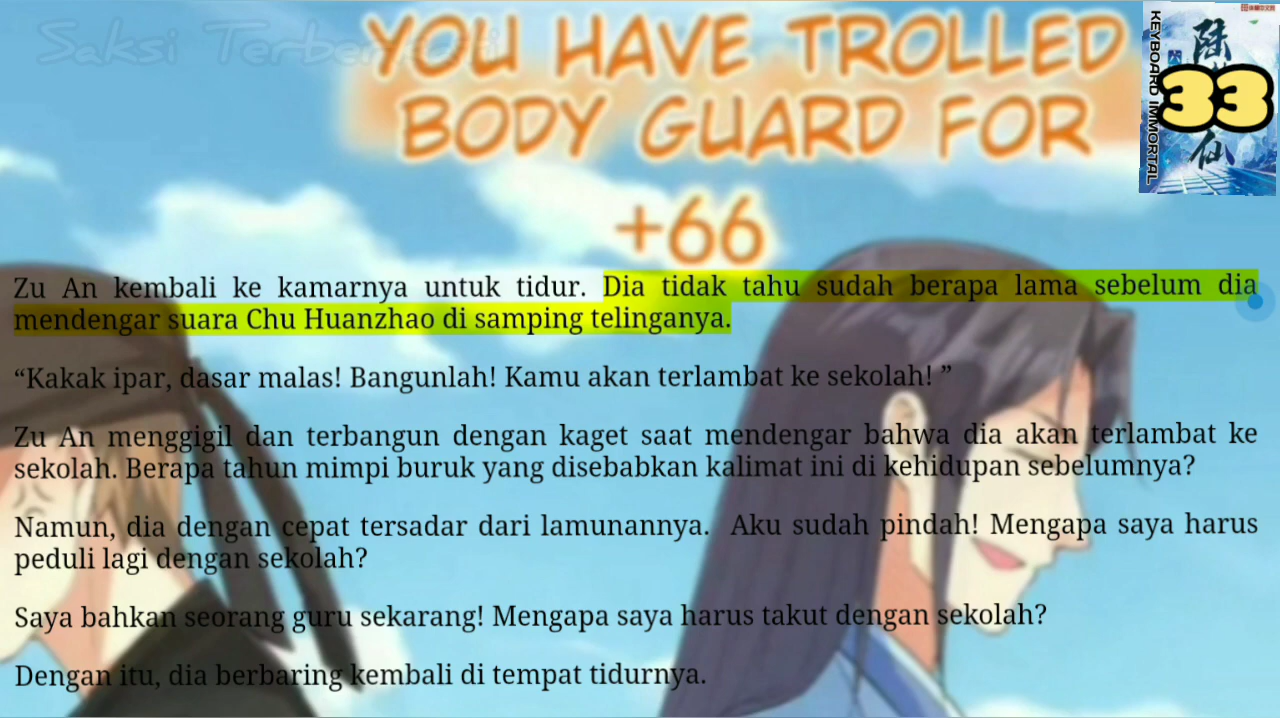 Saksi Terbe
YOU HAVE TROLLED
BODY GUARD FOR
+66
KEYBOARD IMMORTAL
陆
仙
33
Zu An kembali ke kamarnya untuk tidur. Dia tidak tahu sudah berapa lama sebelum dia
mendengar suara Chu Huanzhao di samping telinganya.
“Kakak ipar, dasar malas! Bangunlah! Kamu akan terlambat ke sekolah! ”
Zu An menggigil dan terbangun dengan kaget saat mendengar bahwa dia akan terlambat ke
sekolah. Berapa tahun mimpi buruk yang disebabkan kalimat ini di kehidupan sebelumnya?
Namun, dia dengan cepat tersadar dari lamunannya.  Aku sudah pindah! Mengapa saya harus
peduli lagi dengan sekolah?
Saya bahkan seorang guru sekarang! Mengapa saya harus takut dengan sekolah?
Dengan itu, dia berbaring kembali di tempat tidurnya.